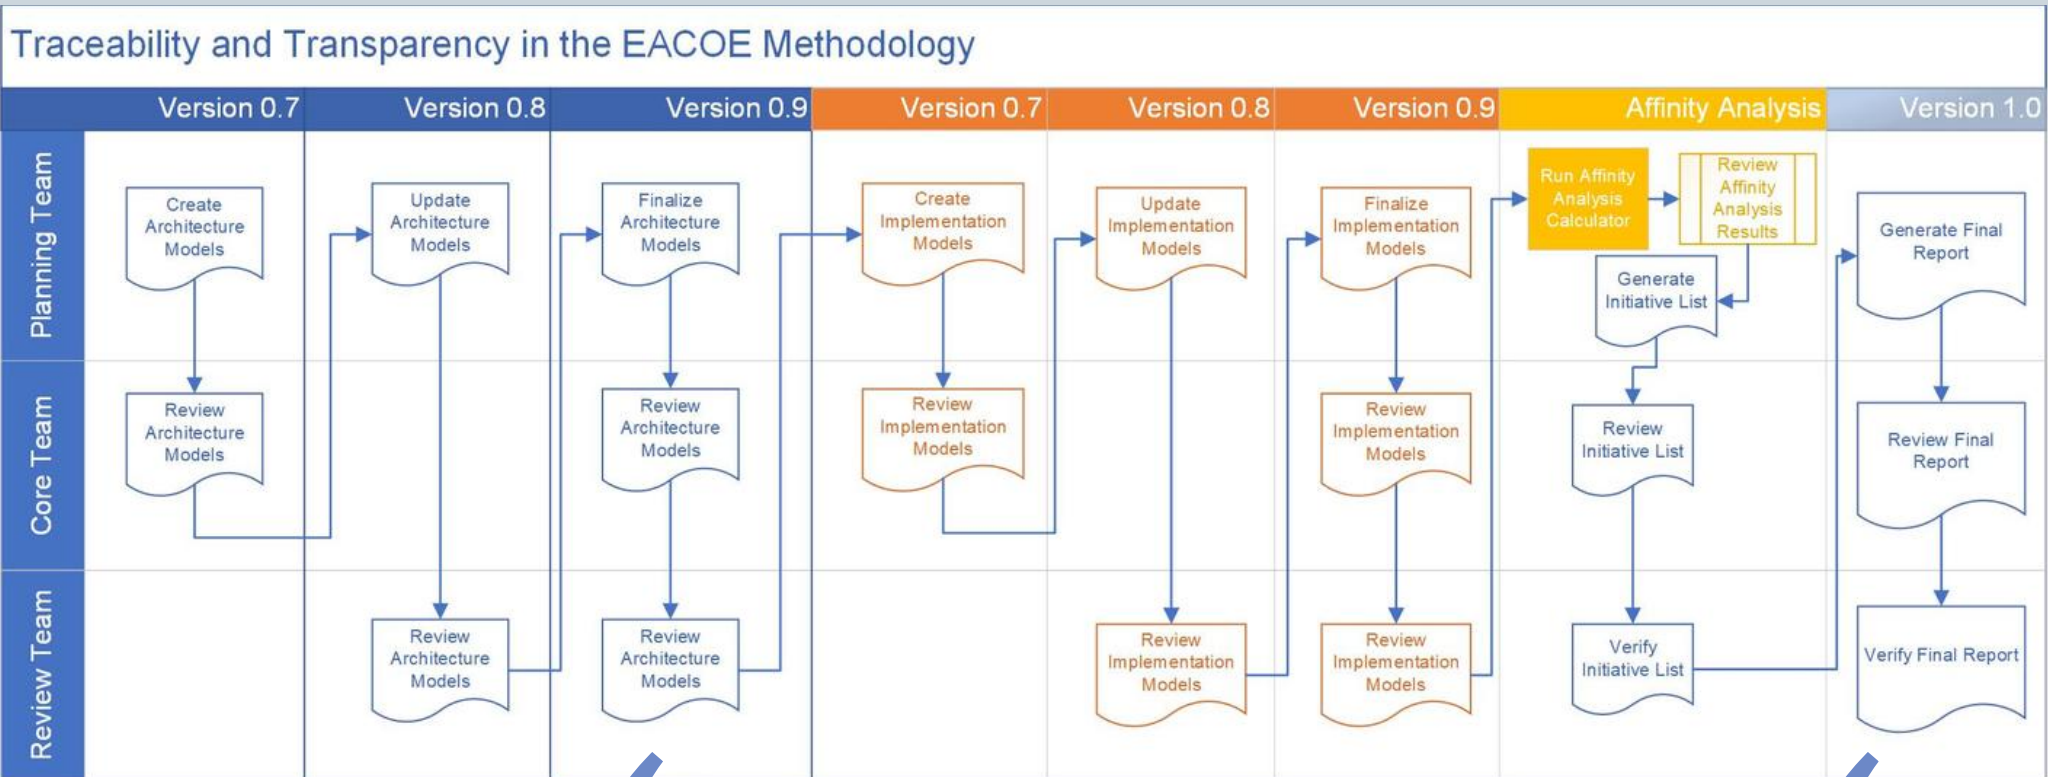 Traceability and Transparency in the EACOE Methodology
Version 0.7
Version 0.8
Version 0.9
Version 0.7
Version 0.8
Version 0.9
Affinity Analysis
Version 1.0
Planning Team
Create
Architecture
Models
Update
Architecture
Models
Finalize
Architecture
Models
Create
Implementation
Models
Update
Implementation
Models
Finalize
Implementation
Models
Run Affinity
Analysis
Calculator
Review
Affinity
Analysis
Results
Generate
Initiative List
Generate Final
Report
Core Team
Review
Architecture
Models
Review
Architecture
Models
Review
Implementation
Models
Review
Implementation
Models
Review
Initiative List
Review Final
Report
Review Team
Review
Architecture
Models
Review
Architecture
Models
Review
Implementation
Models
Review
Implementation
Models
Verify
Initiative List
Verify Final Report